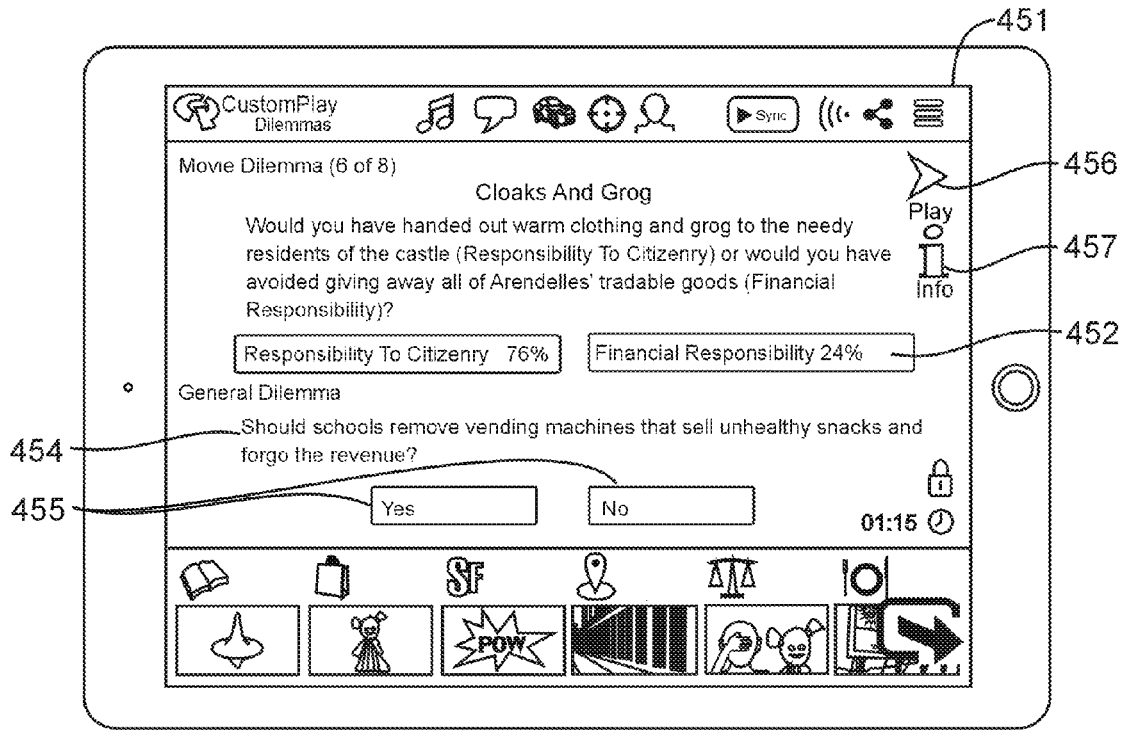 451
CustomPlay
Dilemmas
Sync
Movie Dilemma (6 of 8)
456
Cloaks And Grog
Play
Would you have handed out warm clothing and grog to the needy
residents of the castle (Responsibility To Citizenry) or would you have
457
avoided giving away all of Arendelles' tradable goods (Financial
Info
Responsibility)?
452
Responsibility To Citizenry 76%
Financial Responsibility 24%
General Dilemma
454
Should schools remove vending machines that sell unhealthy snacks and
forgo the revenue?
455
Yes
No
01:15
SF
POW